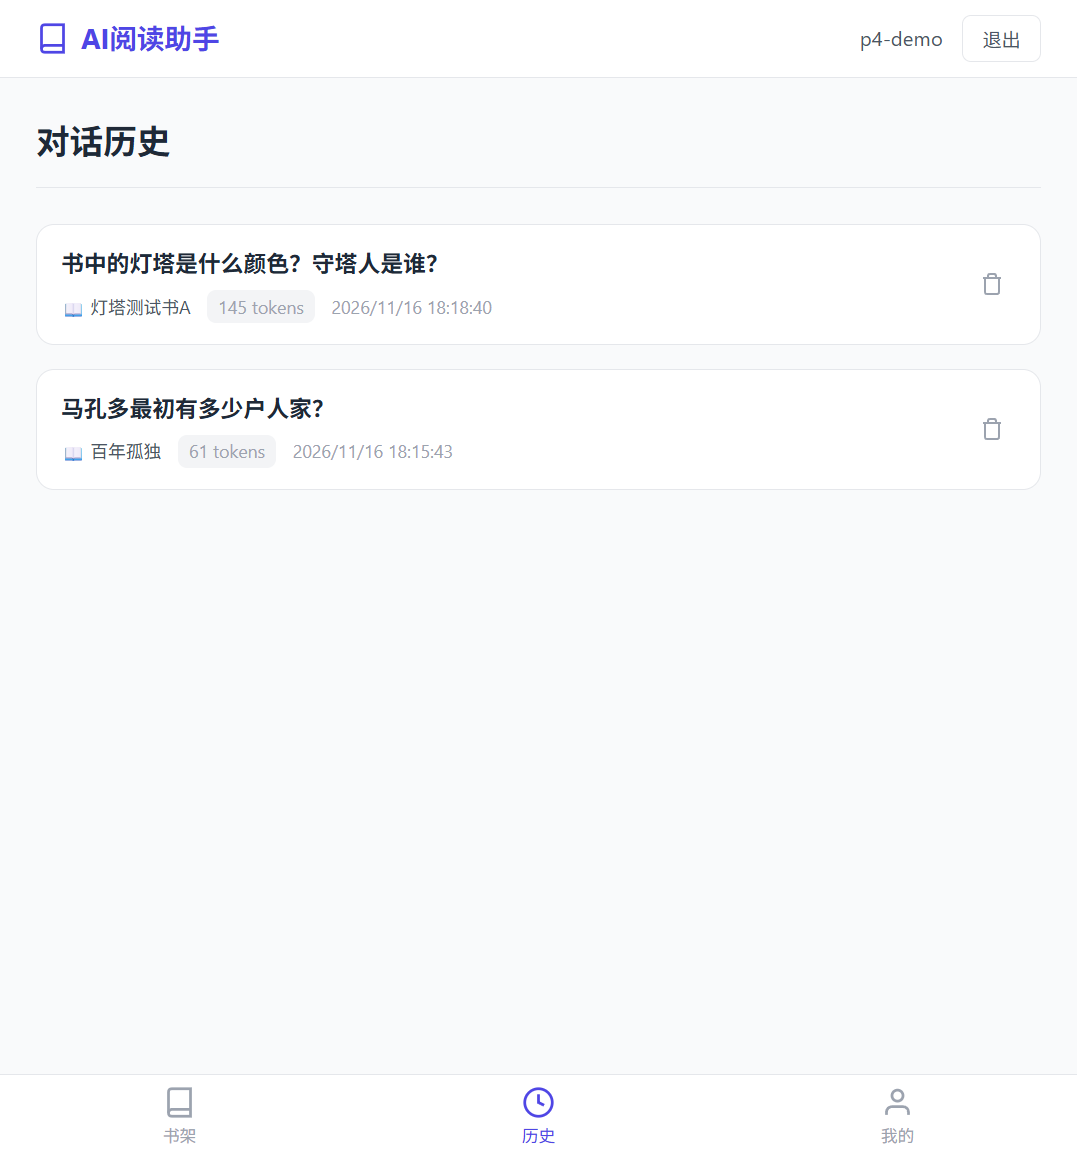 AI阅读助手
p4-demo
退出
对话历史
书中的灯塔是什么颜色？守塔人是谁？
灯塔测试书A 145 tokens 2026/11/16 18:18:40
马孔多最初有多少户人家？
百年孤独 61 tokens 2026/11/16 18:15:43
书架
历史
我的